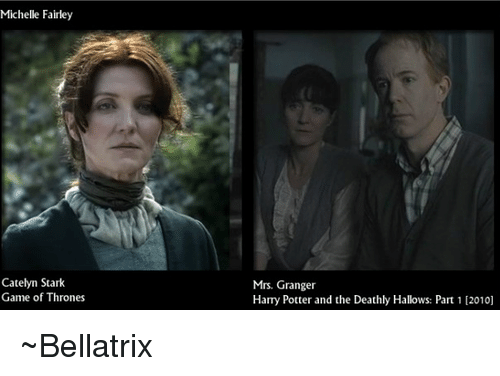 Michelle Fairley
Catelyn Stark
Game of Thrones
Mrs. Granger
Harry Potter and the Deathly Hallows: Part 1 [2010]
~Bellatrix